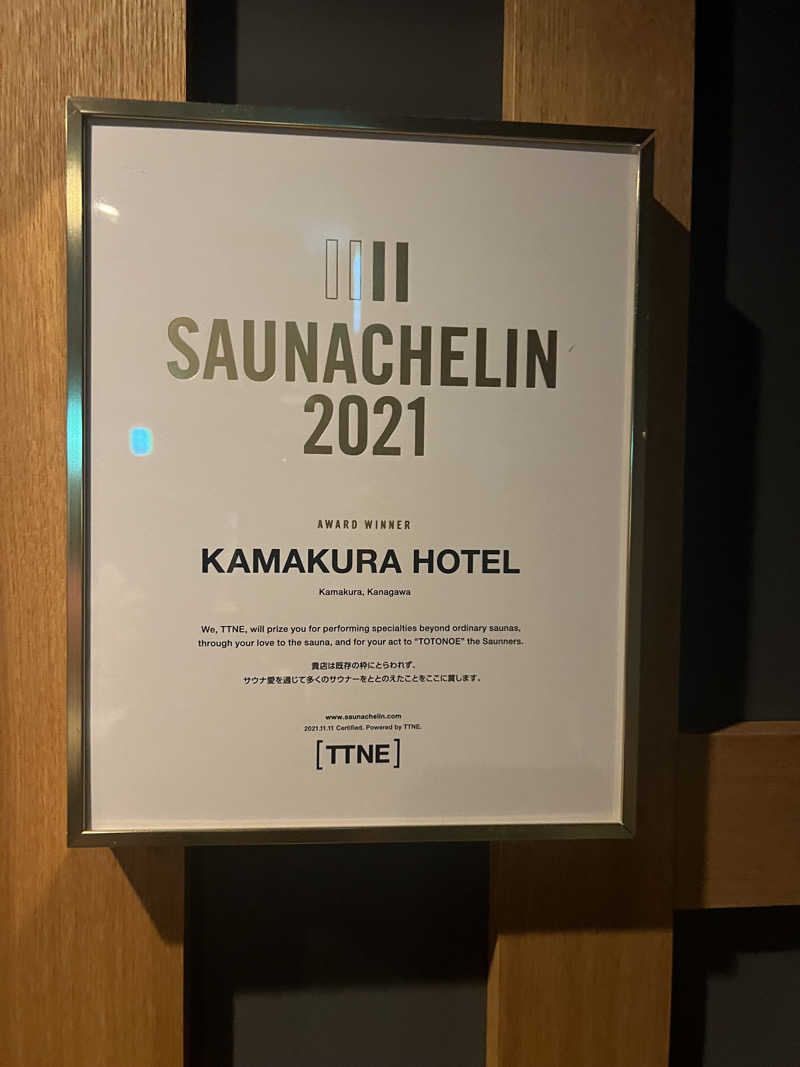 SAUNACHELIN
2021
AWARD WINNER
KAMAKURA HOTEL
Kamakura, Kanagawa
We, TTNE, will prize you for performing specialties beyond ordinary saunas,
through your love to the sauna, and for your act to "TOTONOE" the Saunners.
貴店は既存の枠にとらわれず、
サウナ愛を通じて多くのサウナーをととのえたことをここに賞します。
www.saunachelin.com
2021.11.11 Certified. Powered by TTNE.
[TTNE]